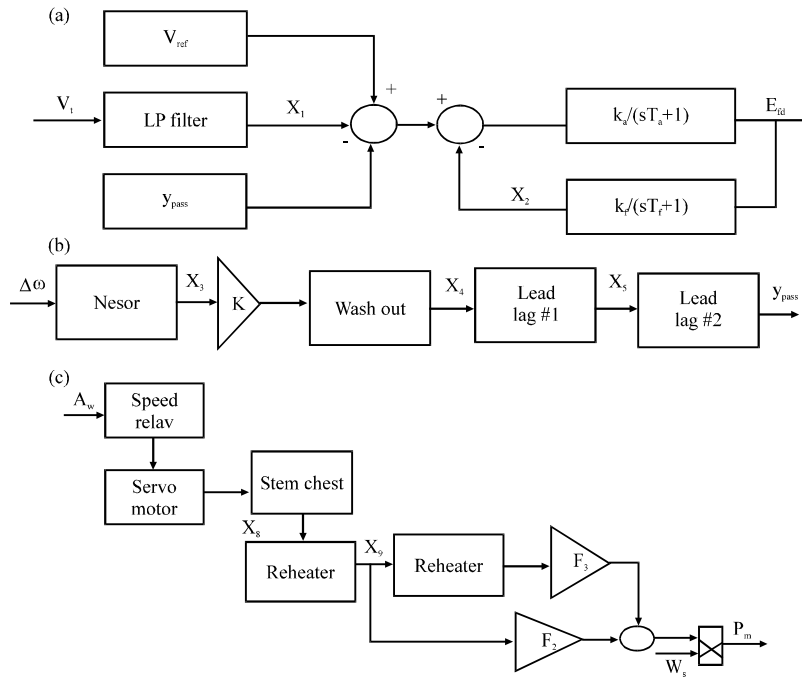 (a)
V_ref
+
+
V_t
LP filter
X_1
-
-
k_a/(sT_a+1)
E_fd
y_pass
X_2
k_f/(sT_f+1)
(b)
Δω
Nesor
X_3
K
Wash out
X_4
Lead
lag #1
X_5
Lead
lag #2
y_pass
(c)
A_w
Speed
relav
Servo
motor
Stem chest
X_8
Reheater
X_9
Reheater
F_3
F_2
W_s
P_m